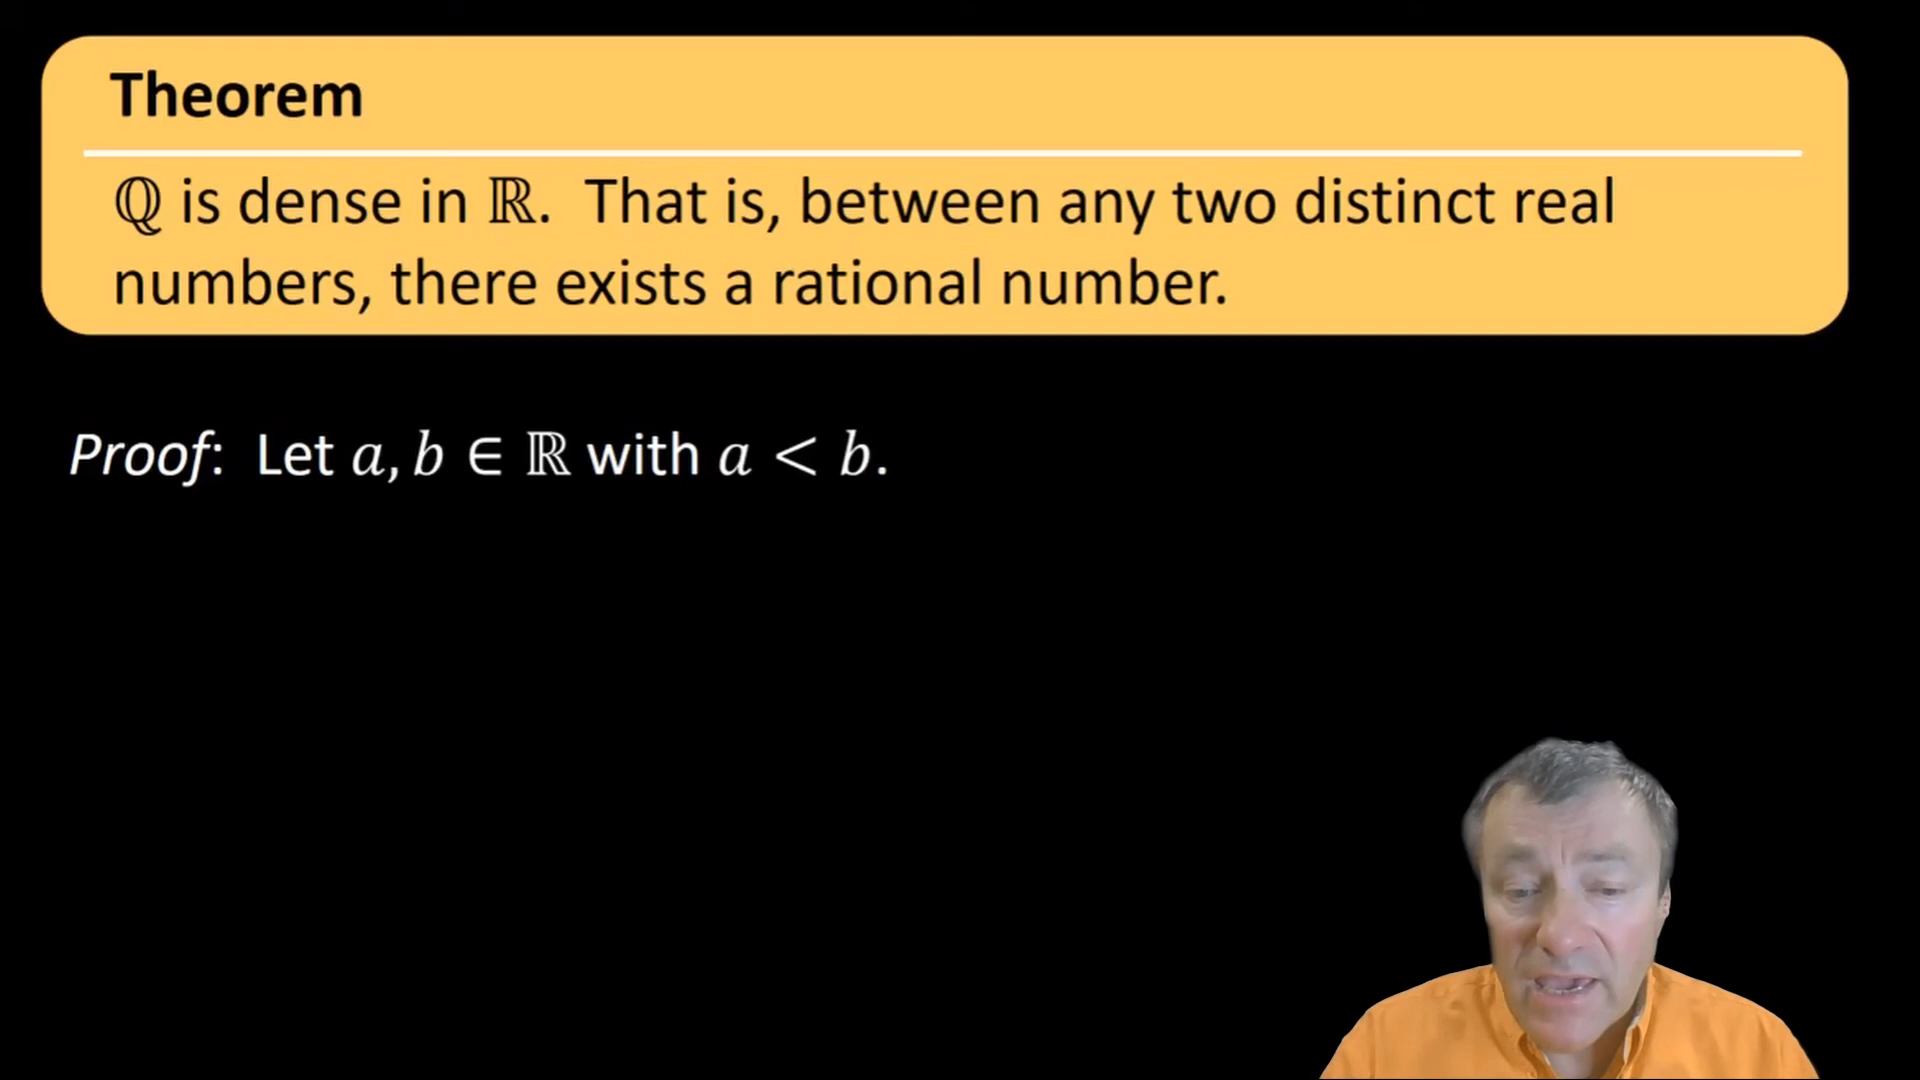 Theorem
ℚ is dense in ℝ. That is, between any two distinct real
numbers, there exists a rational number.
Proof: Let a, b ∈ ℝ with a < b.